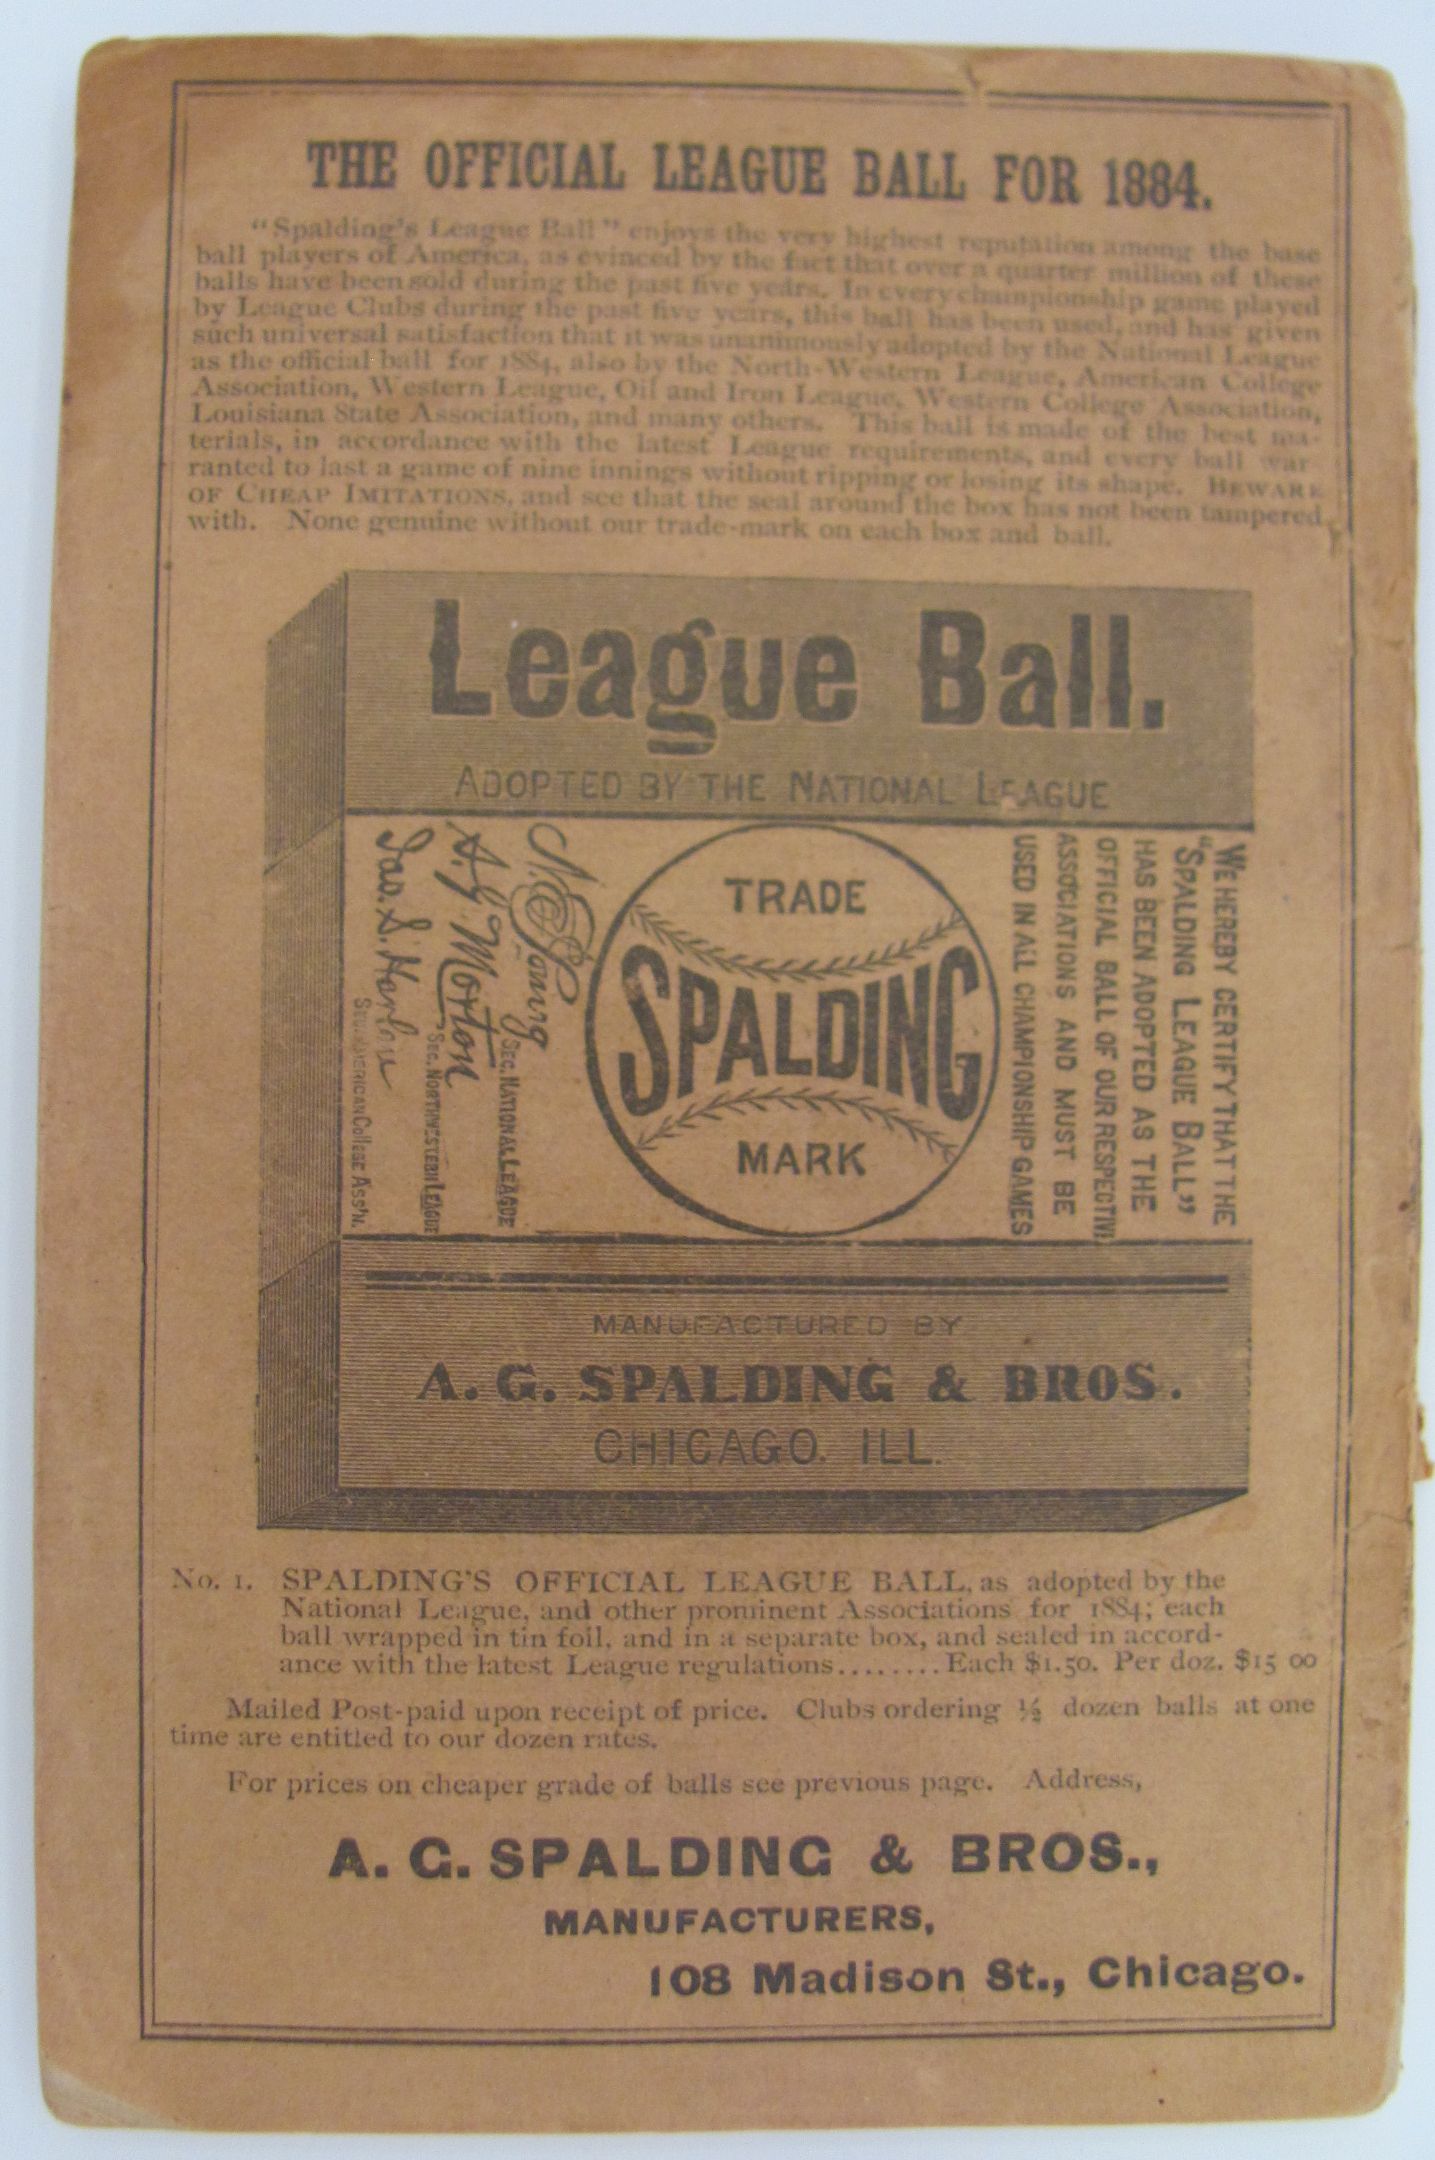 THE OFFICIAL LEAGUE BALL FOR 1884.
"Spalding's League Ball" enjoys the very highest reputation among the base
ball players of America, as evinced by the fact that over a quarter million of these
balls have been sold during the past five years. In every championship game played
by League Clubs during the past five years, this ball has been used, and has given
such universal satisfaction that it was unanimously adopted by the National League
as the official ball for 1884, also by the North-Western League, American College
Association, Western League, Oil and Iron League, Western College Association,
Louisiana State Association, and many others. This ball is made of the best ma-
terials, in accordance with the latest League requirements, and every ball war-
ranted to last a game of nine innings without ripping or losing its shape. BEWARE
OF CHEAP IMITATIONS, and see that the seal around the box has not been tampered
with. None genuine without our trade-mark on each box and ball.
League Ball.
ADOPTED BY THE NATIONAL LEAGUE
N. E. Young
SEC. NATIONAL LEAGUE
A. G. Morton
SEC. NORTHWESTERN LEAGUE
Jas. S. Harlan
AMERICAN COLLEGE ASS'N.
TRADE
SPALDING
MARK
WE HEREBY CERTIFY THAT THE
"SPALDING LEAGUE BALL"
HAS BEEN ADOPTED AS THE
OFFICIAL BALL OF OUR RESPECTIVE
ASSOCIATIONS AND MUST BE
USED IN ALL CHAMPIONSHIP GAMES
MANUFACTURED BY
A. G. SPALDING & BROS.
CHICAGO. ILL.
No. 1. SPALDING'S OFFICIAL LEAGUE BALL, as adopted by the
National League, and other prominent Associations for 1884; each
ball wrapped in tin foil, and in a separate box, and sealed in accord-
ance with the latest League regulations........Each $1.50. Per doz. $15 00
Mailed Post-paid upon receipt of price. Clubs ordering ½ dozen balls at one
time are entitled to our dozen rates.
For prices on cheaper grade of balls see previous page. Address,
A. G. SPALDING & BROS.,
MANUFACTURERS,
108 Madison St., Chicago.